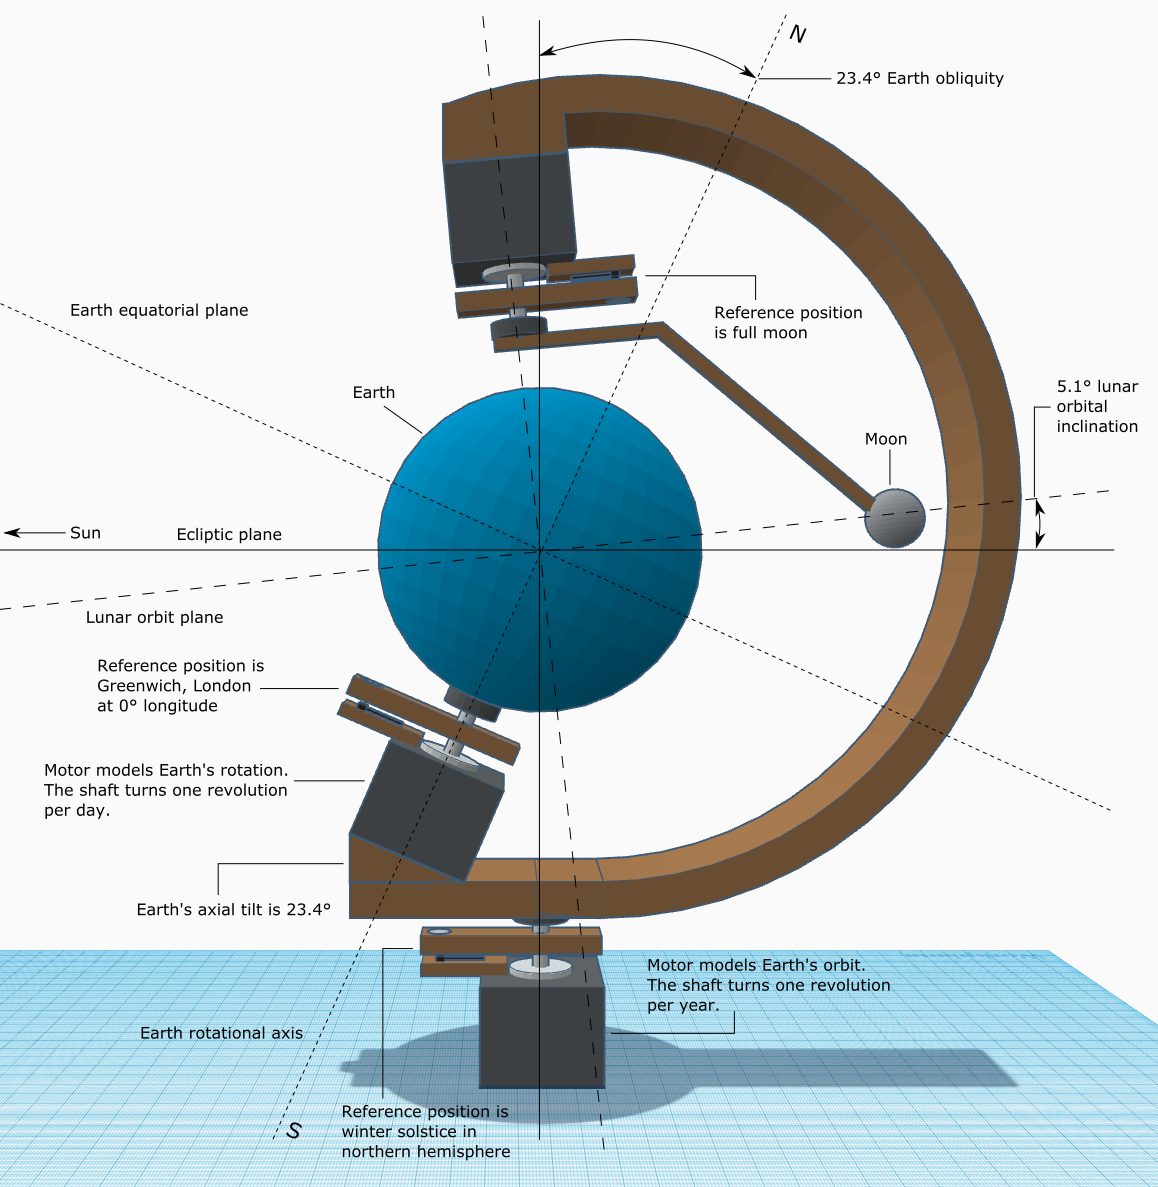 N
23.4° Earth obliquity
Earth equatorial plane
Reference position
is full moon
Earth
5.1° lunar
orbital
inclination
Moon
Sun
Ecliptic plane
Lunar orbit plane
Reference position is
Greenwich, London
at 0° longitude
Motor models Earth's rotation.
The shaft turns one revolution
per day.
Earth's axial tilt is 23.4°
Motor models Earth's orbit.
The shaft turns one revolution
per year.
Earth rotational axis
Reference position is
winter solstice in
northern hemisphere
S